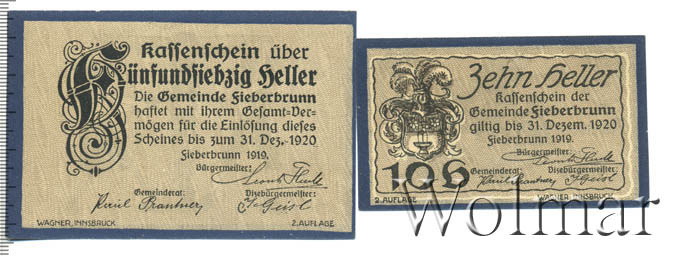 Kassenschein über
Fünfundsiebzig Heller
Die Gemeinde Fieberbrunn
haftet mit ihrem Gesamt-Ver-
mögen für die Einlösung dieses
Scheines bis zum 31. Dez. 1920
Fieberbrunn 1919.
Bürgermeister:
Gemeinderat:
Vizebürgermeister:
WAGNER, INNSBRUCK
2. AUFLAGE
Zehn Heller
Kassenschein der
Gemeinde Fieberbrunn
giltig bis 31. Dezem. 1920
Fieberbrunn 1919.
Bürgermeister:
Gemeinderat:
Vizebürgermeister:
10 h
2. AUFLAGE
WAGNER, INNSBR.
Wolmar